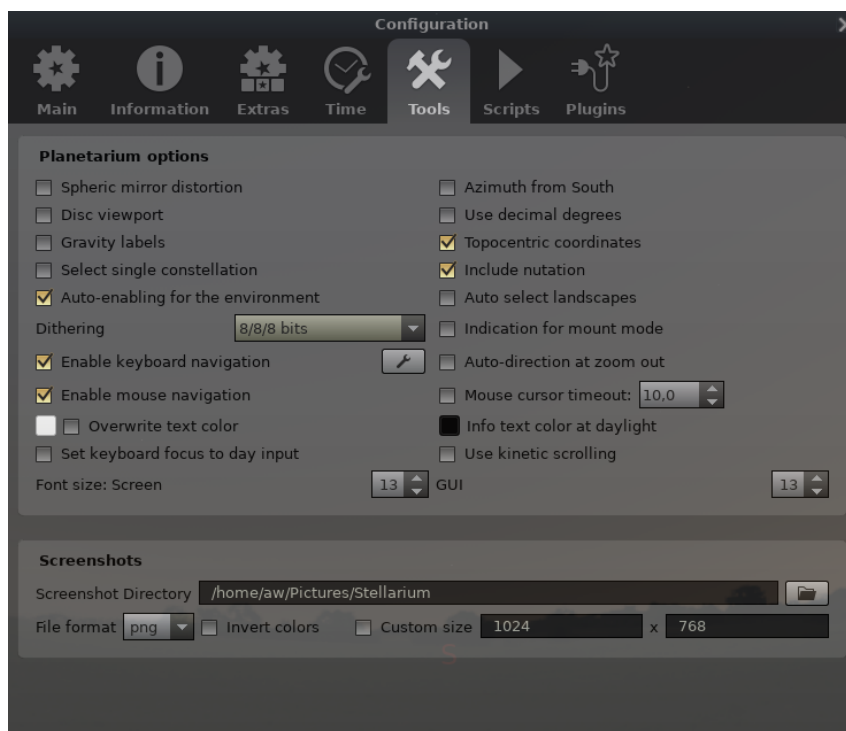 Configuration
Main Information Extras Time Tools Scripts Plugins
Planetarium options
Spheric mirror distortion
Azimuth from South
Disc viewport
Use decimal degrees
Gravity labels
Topocentric coordinates
Select single constellation
Include nutation
Auto-enabling for the environment
Auto select landscapes
Dithering 8/8/8 bits
Indication for mount mode
Enable keyboard navigation
Auto-direction at zoom out
Enable mouse navigation
Mouse cursor timeout: 10,0
Overwrite text color
Info text color at daylight
Set keyboard focus to day input
Use kinetic scrolling
Font size: Screen 13 GUI 13
Screenshots
Screenshot Directory /home/aw/Pictures/Stellarium
File format png Invert colors Custom size 1024 x 768
S